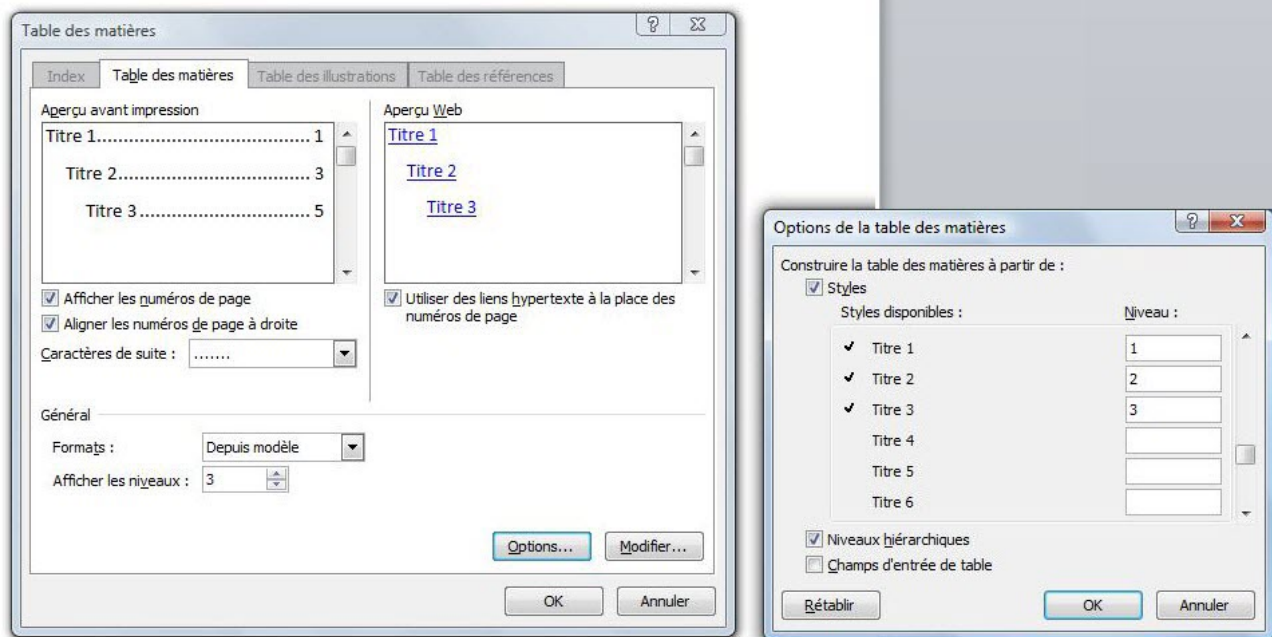 Table des matières
Index
Table des matières
Table des illustrations
Table des références
Aperçu avant impression
Titre 1.................................... 1
Titre 2................................ 3
Titre 3............................ 5
Aperçu Web
Titre 1
Titre 2
Titre 3
Afficher les numéros de page
Aligner les numéros de page à droite
Caractères de suite : .......
Utiliser des liens hypertexte à la place des
numéros de page
Général
Formats : Depuis modèle
Afficher les niveaux : 3
Options...
Modifier...
OK
Annuler
Options de la table des matières
Construire la table des matières à partir de :
Styles
Styles disponibles : Niveau :
Titre 1 1
Titre 2 2
Titre 3 3
Titre 4
Titre 5
Titre 6
Niveaux hiérarchiques
Champs d'entrée de table
Rétablir
OK
Annuler